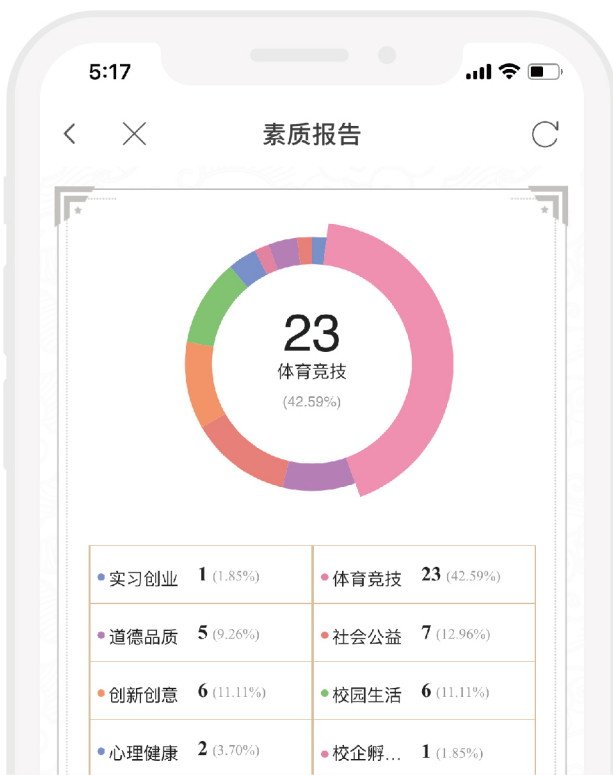 5:17
素质报告
23
体育竞技
(42.59%)
实习创业 1 (1.85%) 体育竞技 23 (42.59%)
道德品质 5 (9.26%) 社会公益 7 (12.96%)
创新创意 6 (11.11%) 校园生活 6 (11.11%)
心理健康 2 (3.70%) 校企孵... 1 (1.85%)